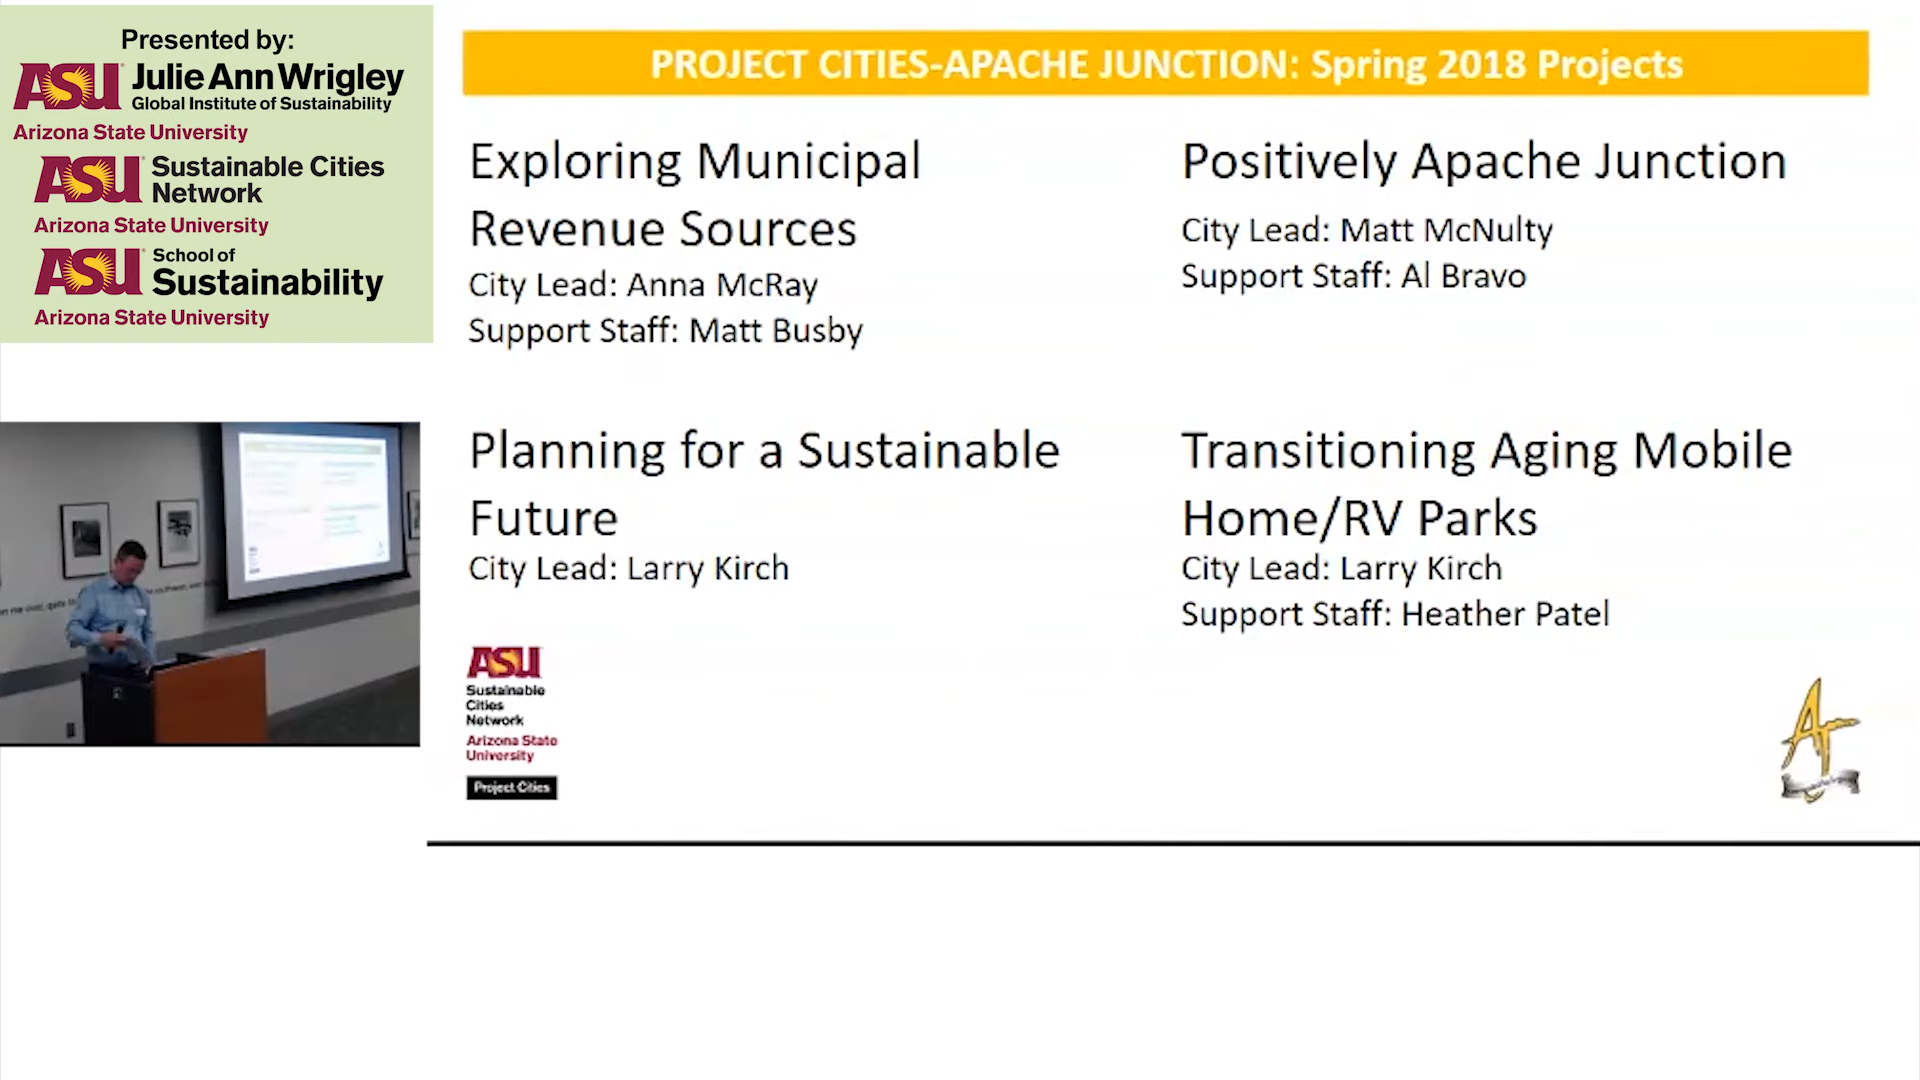 Presented by:
ASU Julie Ann Wrigley
Global Institute of Sustainability
Arizona State University
ASU Sustainable Cities
Network
Arizona State University
ASU School of
Sustainability
Arizona State University
PROJECT CITIES-APACHE JUNCTION: Spring 2018 Projects
Exploring Municipal
Revenue Sources
City Lead: Anna McRay
Support Staff: Matt Busby
Positively Apache Junction
City Lead: Matt McNulty
Support Staff: Al Bravo
Planning for a Sustainable
Future
City Lead: Larry Kirch
Transitioning Aging Mobile
Home/RV Parks
City Lead: Larry Kirch
Support Staff: Heather Patel
ASU
Sustainable
Cities
Network
Arizona State
University
Project Cities
AJ